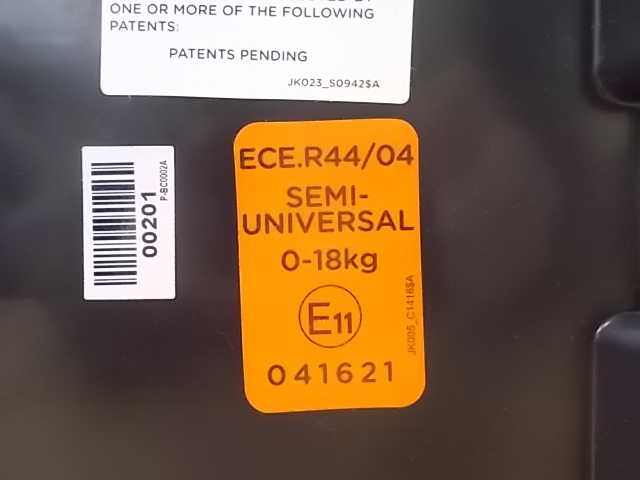 ONE OR MORE OF THE FOLLOWING
PATENTS:
PATENTS PENDING
JK023_S0942$A
00201
P-BC0002A
ECE.R44/04
SEMI-
UNIVERSAL
0-18kg
E11
041621
JK005_C1416$A